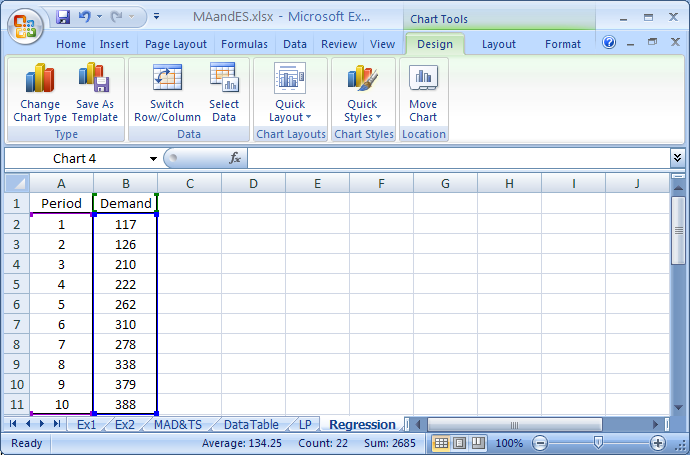 MAandES.xlsx - Microsoft Ex... Chart Tools
Home Insert Page Layout Formulas Data Review View Design Layout Format
Change Chart Type Save As Template Switch Row/Column Select Data Quick Layout Quick Styles Move Chart
Type Data Chart Layouts Chart Styles Location
Chart 4 fx
A B C D E F G H I J
1 Period Demand
2 1 117
3 2 126
4 3 210
5 4 222
6 5 262
7 6 310
8 7 278
9 8 338
10 9 379
11 10 388
Ex1 Ex2 MAD&TS DataTable LP Regression
Ready Average: 134.25 Count: 22 Sum: 2685 100%